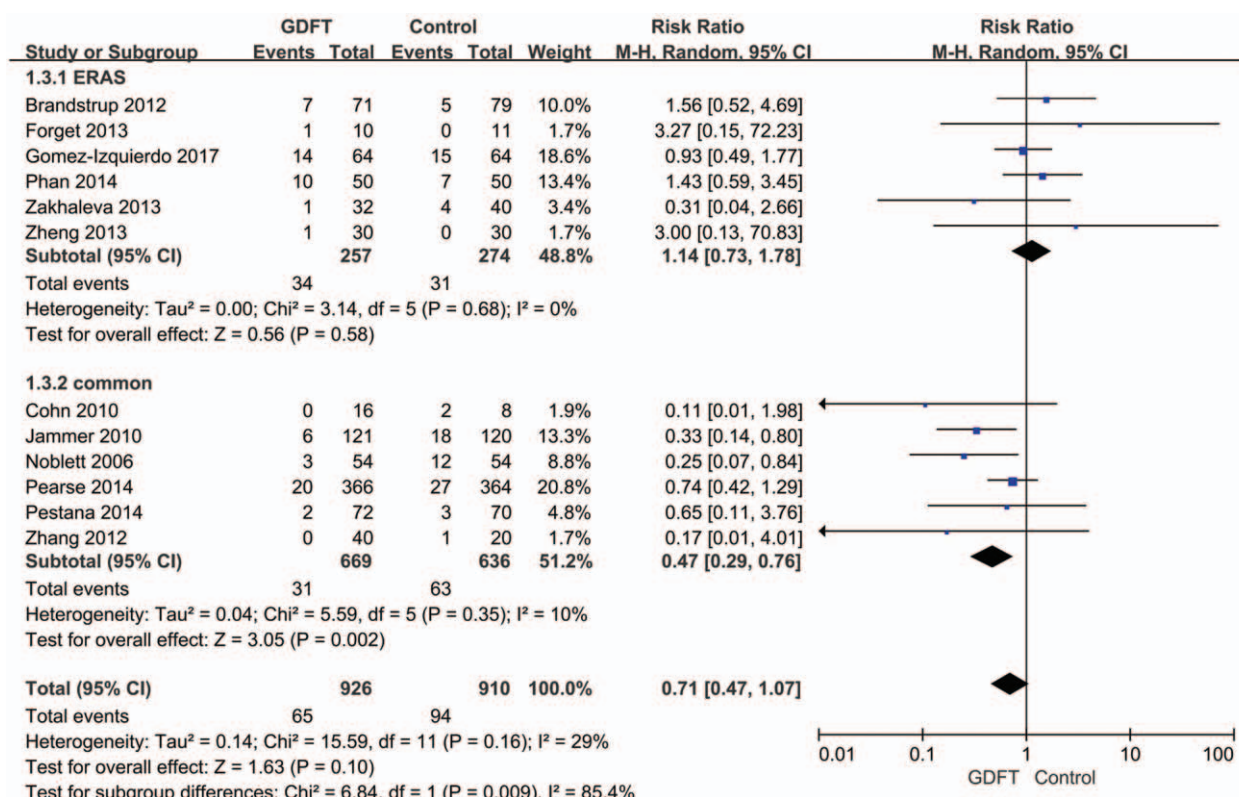 GDFT Control Risk Ratio Risk Ratio
Study or Subgroup Events Total Events Total Weight M-H, Random, 95% CI M-H, Random, 95% CI
1.3.1 ERAS
Brandstrup 2012 7 71 5 79 10.0% 1.56 [0.52, 4.69]
Forget 2013 1 10 0 11 1.7% 3.27 [0.15, 72.23]
Gomez-Izquierdo 2017 14 64 15 64 18.6% 0.93 [0.49, 1.77]
Phan 2014 10 50 7 50 13.4% 1.43 [0.59, 3.45]
Zakhaleva 2013 1 32 4 40 3.4% 0.31 [0.04, 2.66]
Zheng 2013 1 30 0 30 1.7% 3.00 [0.13, 70.83]
Subtotal (95% CI) 257 274 48.8% 1.14 [0.73, 1.78]
Total events 34 31
Heterogeneity: Tau² = 0.00; Chi² = 3.14, df = 5 (P = 0.68); I² = 0%
Test for overall effect: Z = 0.56 (P = 0.58)
1.3.2 common
Cohn 2010 0 16 2 8 1.9% 0.11 [0.01, 1.98]
Jammer 2010 6 121 18 120 13.3% 0.33 [0.14, 0.80]
Noblett 2006 3 54 12 54 8.8% 0.25 [0.07, 0.84]
Pearse 2014 20 366 27 364 20.8% 0.74 [0.42, 1.29]
Pestana 2014 2 72 3 70 4.8% 0.65 [0.11, 3.76]
Zhang 2012 0 40 1 20 1.7% 0.17 [0.01, 4.01]
Subtotal (95% CI) 669 636 51.2% 0.47 [0.29, 0.76]
Total events 31 63
Heterogeneity: Tau² = 0.04; Chi² = 5.59, df = 5 (P = 0.35); I² = 10%
Test for overall effect: Z = 3.05 (P = 0.002)
Total (95% CI) 926 910 100.0% 0.71 [0.47, 1.07]
Total events 65 94
Heterogeneity: Tau² = 0.14; Chi² = 15.59, df = 11 (P = 0.16); I² = 29%
Test for overall effect: Z = 1.63 (P = 0.10)
Test for subgroup differences: Chi² = 6.84, df = 1 (P = 0.009), I² = 85.4%
0.01 0.1 1 10 100
GDFT Control